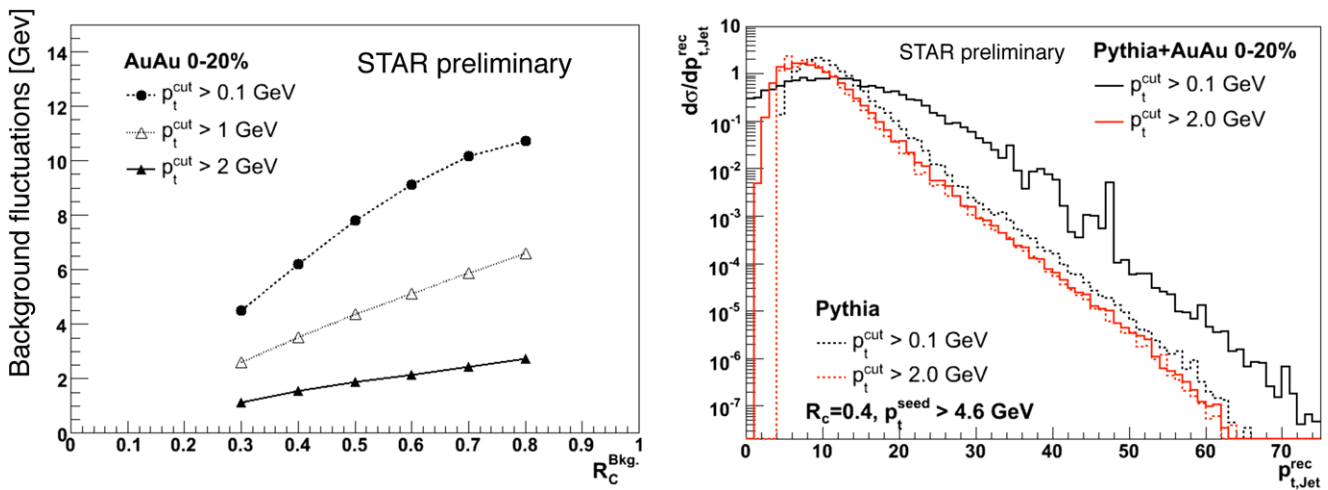 Background fluctuations [Gev]
14
12
10
8
6
4
2
0
AuAu 0-20%
p_t^cut > 0.1 GeV
p_t^cut > 1 GeV
p_t^cut > 2 GeV
STAR preliminary
0 0.1 0.2 0.3 0.4 0.5 0.6 0.7 0.8 0.9 1
R_C^Bkg.
dσ/dp_t,Jet^rec
10
1
10^-1
10^-2
10^-3
10^-4
10^-5
10^-6
10^-7
STAR preliminary
Pythia+AuAu 0-20%
p_t^cut > 0.1 GeV
p_t^cut > 2.0 GeV
Pythia
p_t^cut > 0.1 GeV
p_t^cut > 2.0 GeV
R_C=0.4, p_t^seed > 4.6 GeV
0 10 20 30 40 50 60 70
p_t,Jet^rec